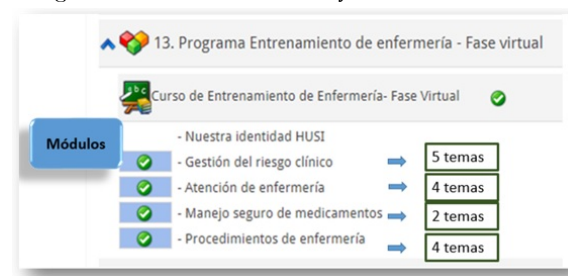 13. Programa Entrenamiento de enfermería - Fase virtual
abc
Curso de Entrenamiento de Enfermería- Fase Virtual
Módulos
- Nuestra identidad HUSI
- Gestión del riesgo clínico 5 temas
- Atención de enfermería 4 temas
- Manejo seguro de medicamentos 2 temas
- Procedimientos de enfermería 4 temas